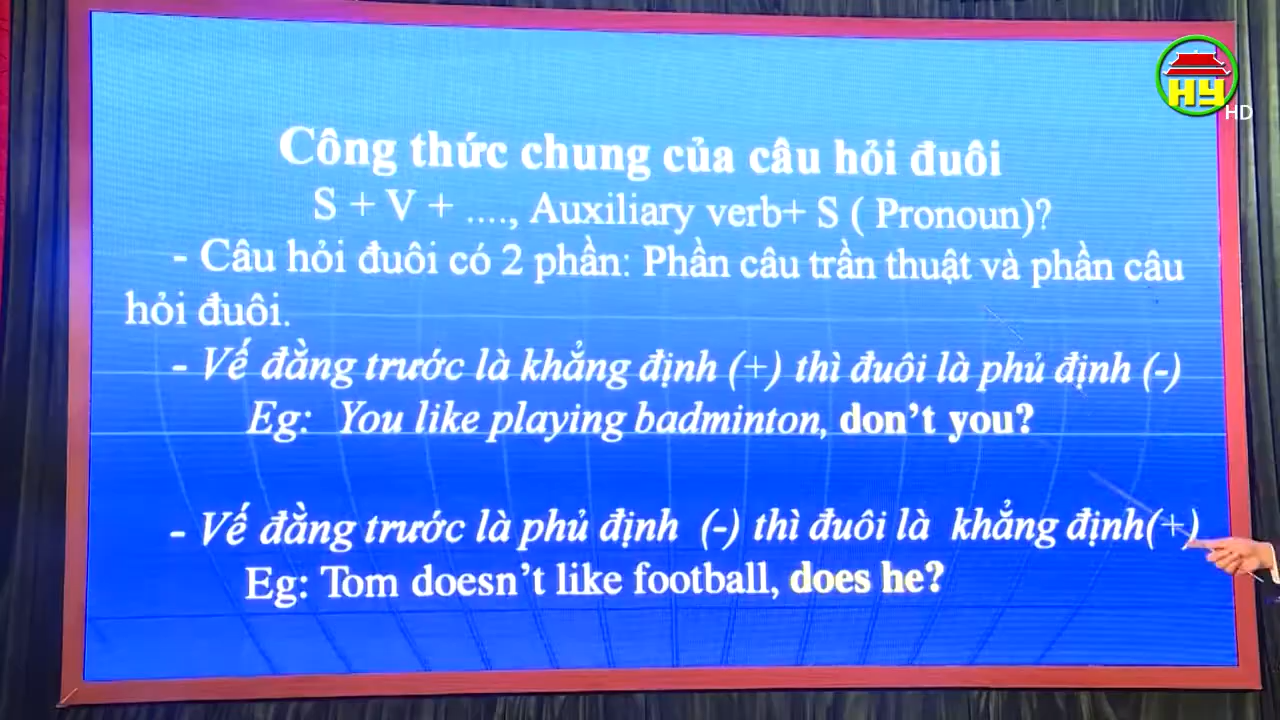 HY
HD
Công thức chung của câu hỏi đuôi
S + V + ...., Auxiliary verb+ S ( Pronoun)?
- Câu hỏi đuôi có 2 phần: Phần câu trần thuật và phần câu
hỏi đuôi.
- Vế đằng trước là khẳng định (+) thì đuôi là phủ định (-)
Eg: You like playing badminton, don't you?
- Vế đằng trước là phủ định (-) thì đuôi là khẳng định(+)
Eg: Tom doesn't like football, does he?